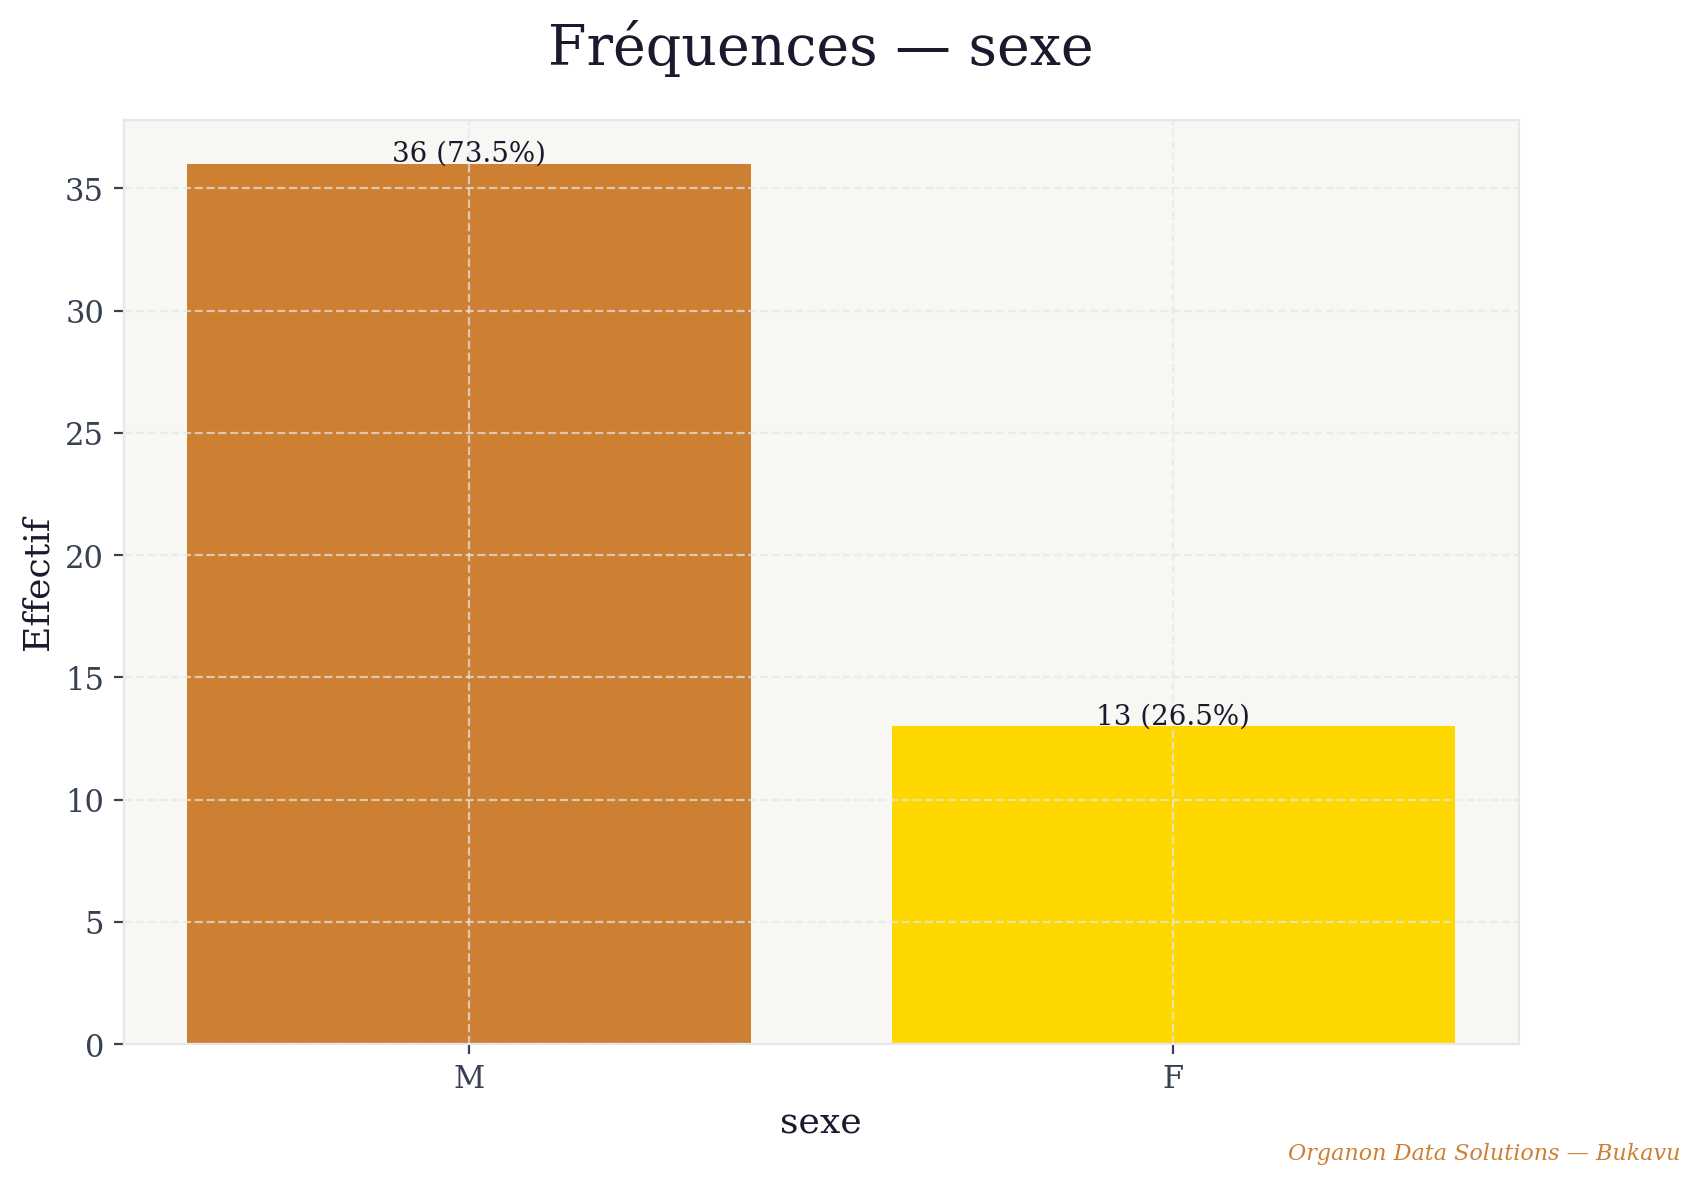 Fréquences — sexe
36 (73.5%)
35
30
25
20
15
13 (26.5%)
10
5
0
Effectif
M
F
sexe
Organon Data Solutions — Bukavu